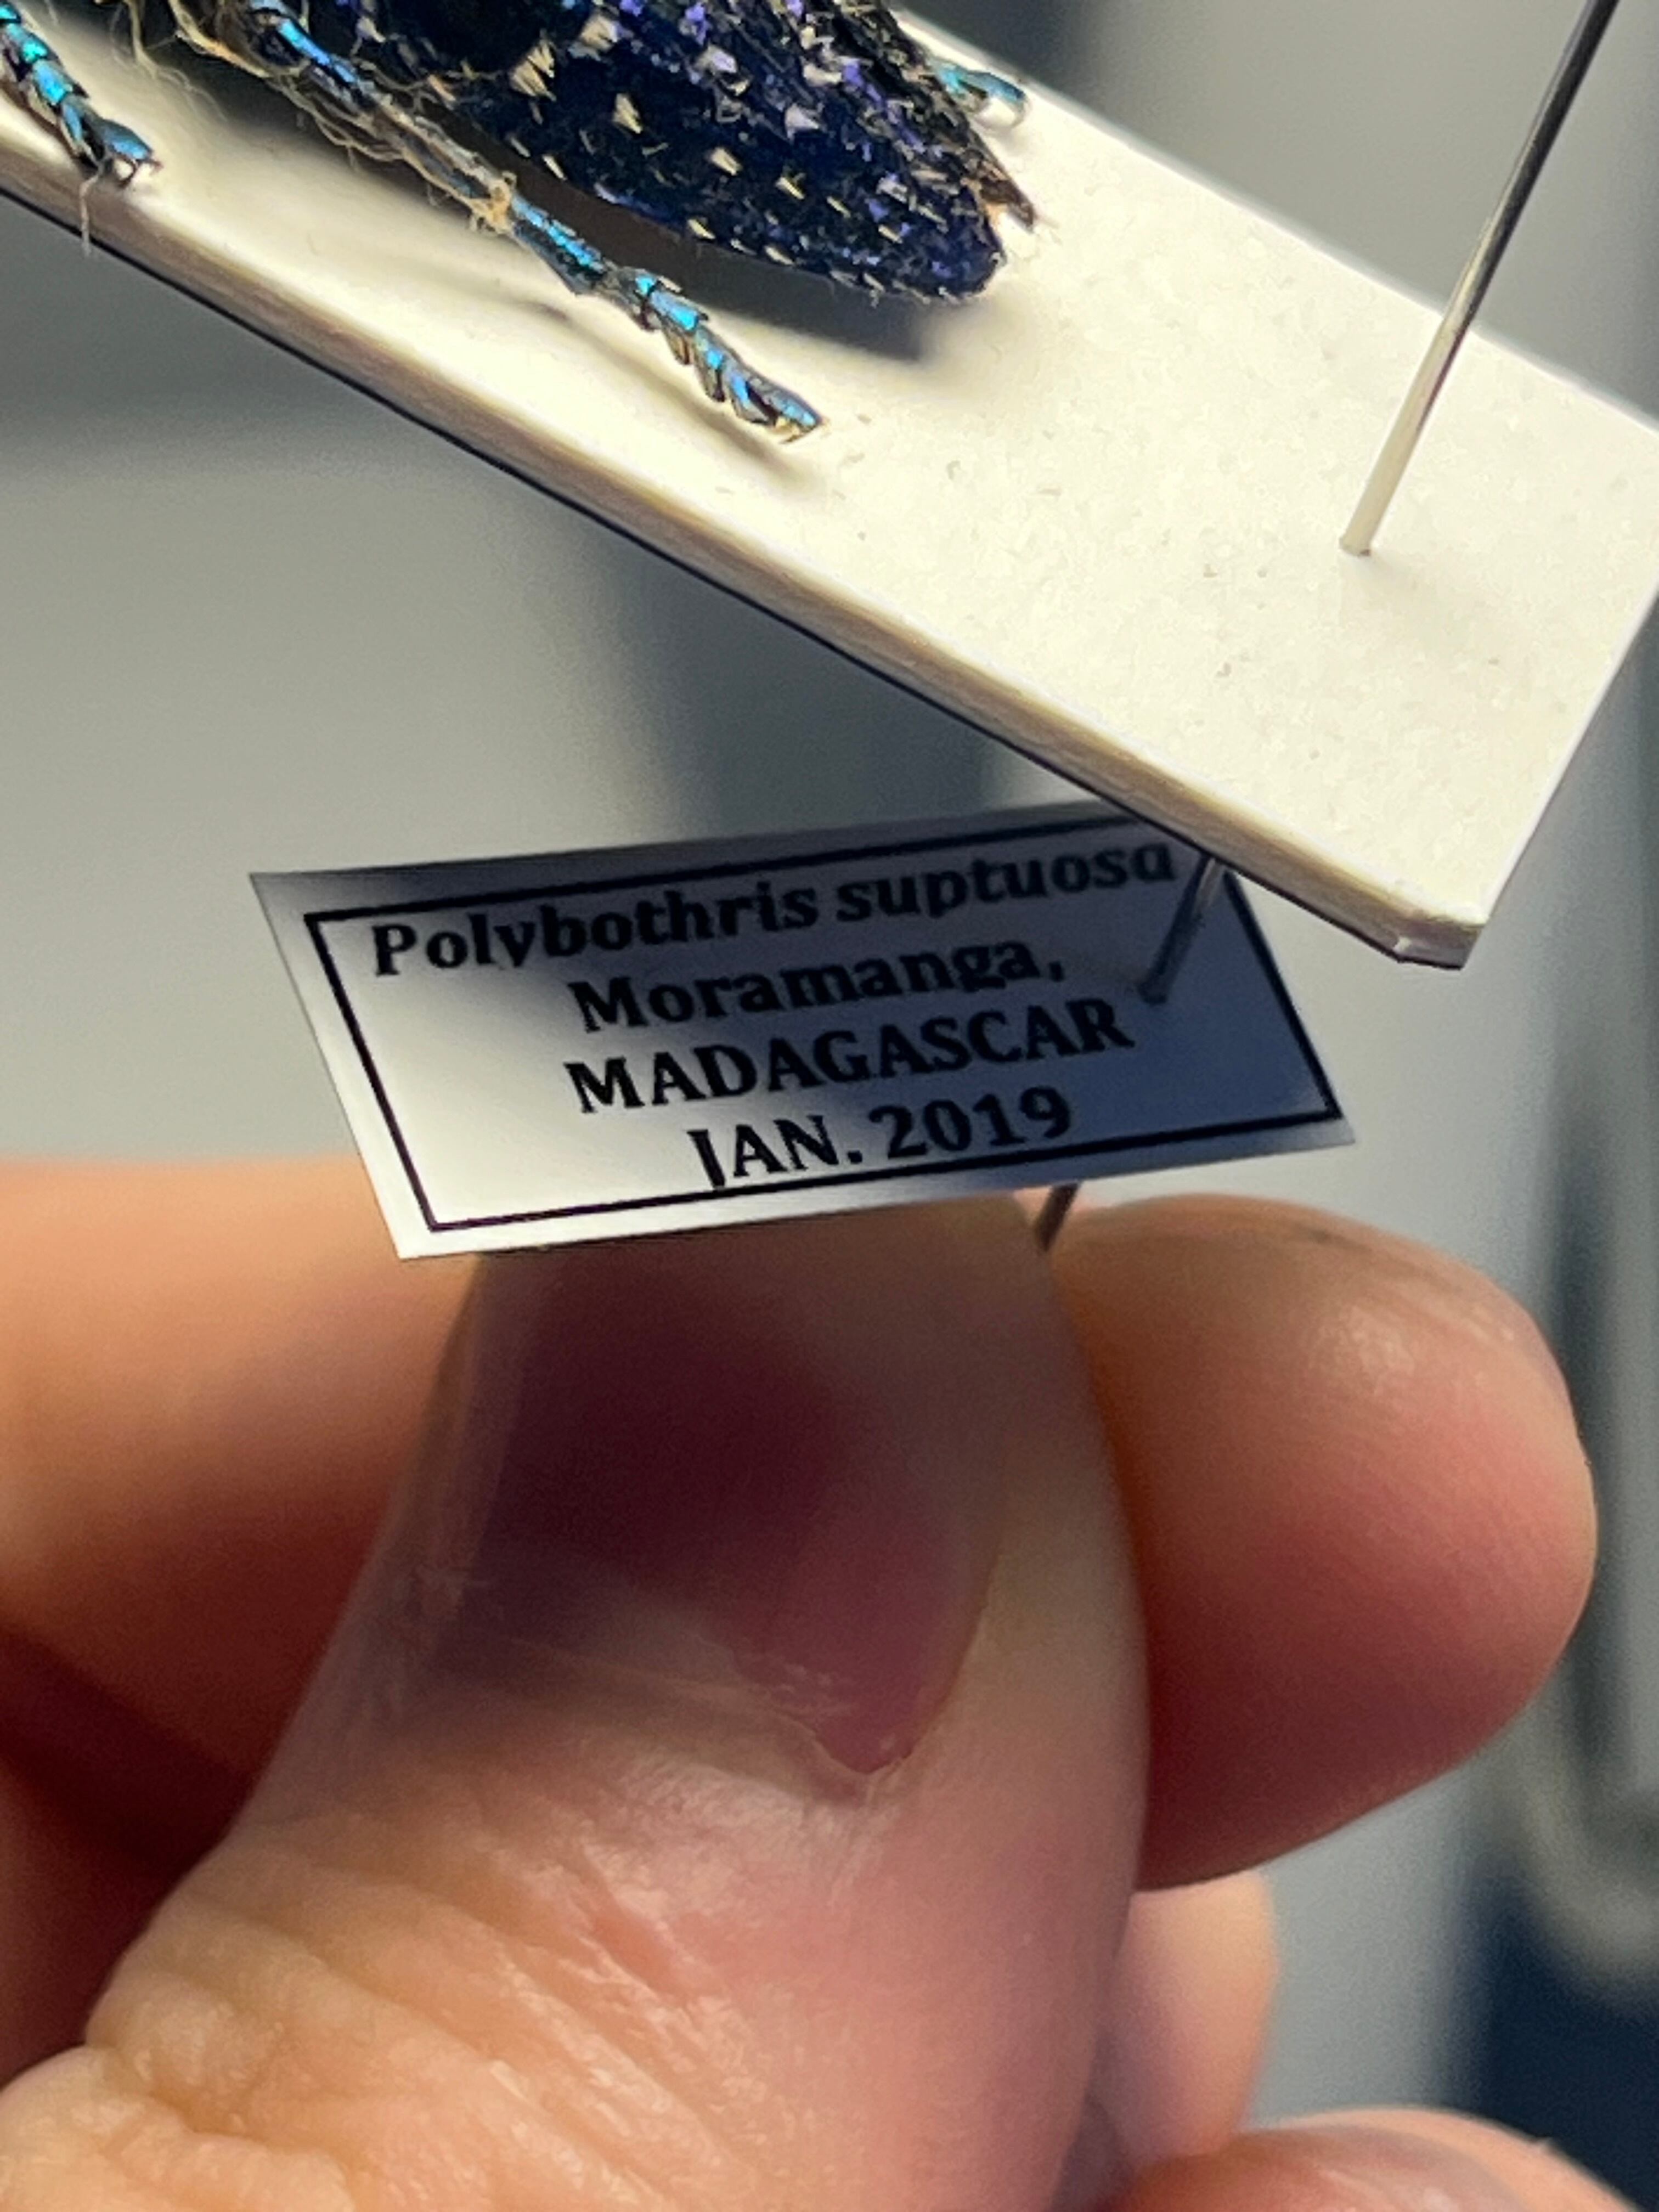 Polybothris suptuosa
Moramanga,
MADAGASCAR
JAN. 2019